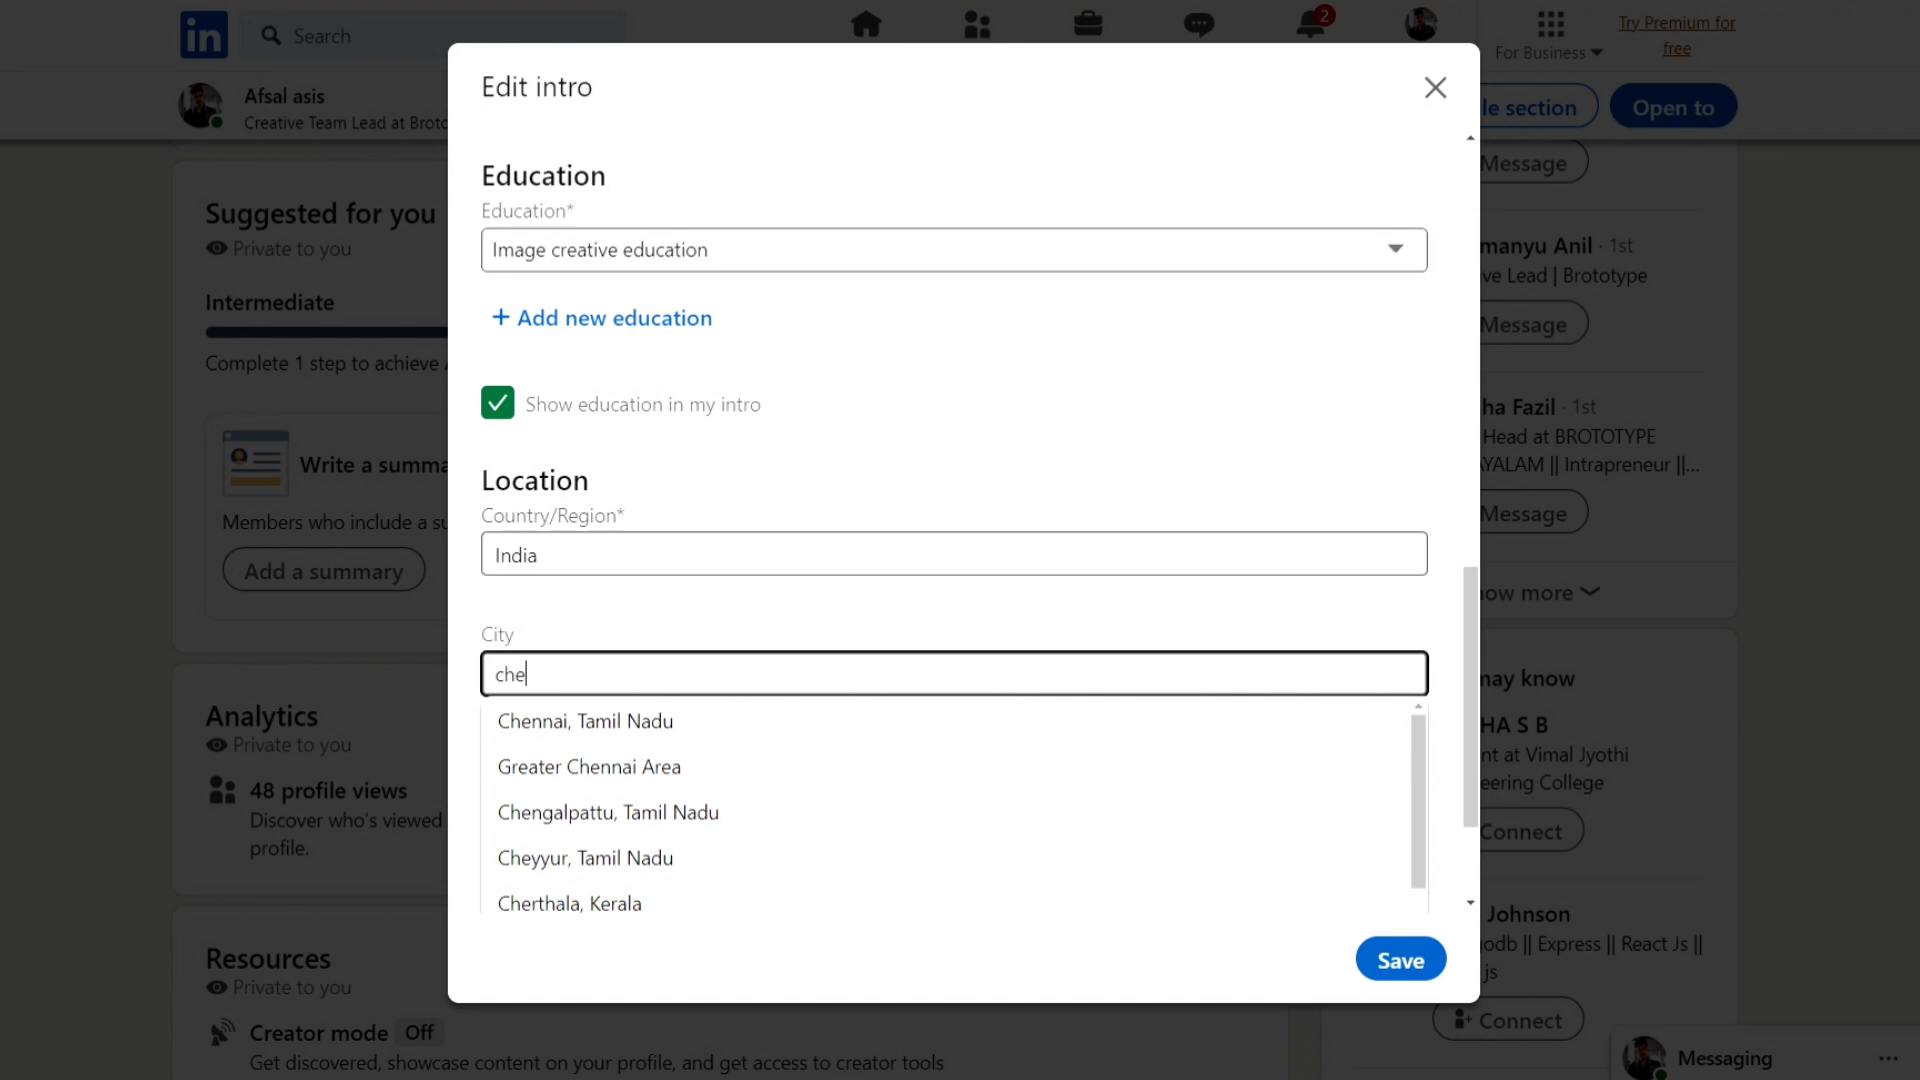 in
Search
2
For Business
Try Premium for
free
Afsal asis
Creative Team Lead at Broto
le section
Open to
Edit intro
Education
Education*
Image creative education
+ Add new education
Show education in my intro
Location
Country/Region*
India
City
che
Chennai, Tamil Nadu
Greater Chennai Area
Chengalpattu, Tamil Nadu
Cheyyur, Tamil Nadu
Cherthala, Kerala
Save
Suggested for you
Private to you
Intermediate
Complete 1 step to achieve
Write a summa
Members who include a su
Add a summary
Analytics
Private to you
48 profile views
Discover who's viewed
profile.
Resources
Private to you
Creator mode Off
Get discovered, showcase content on your profile, and get access to creator tools
Message
manyu Anil · 1st
ve Lead | Brototype
Message
ha Fazil · 1st
Head at BROTOTYPE
YALAM || Intrapreneur ||...
Message
ow more
may know
HA S B
nt at Vimal Jyothi
eering College
Connect
Johnson
odb || Express || React Js ||
js
Connect
Messaging